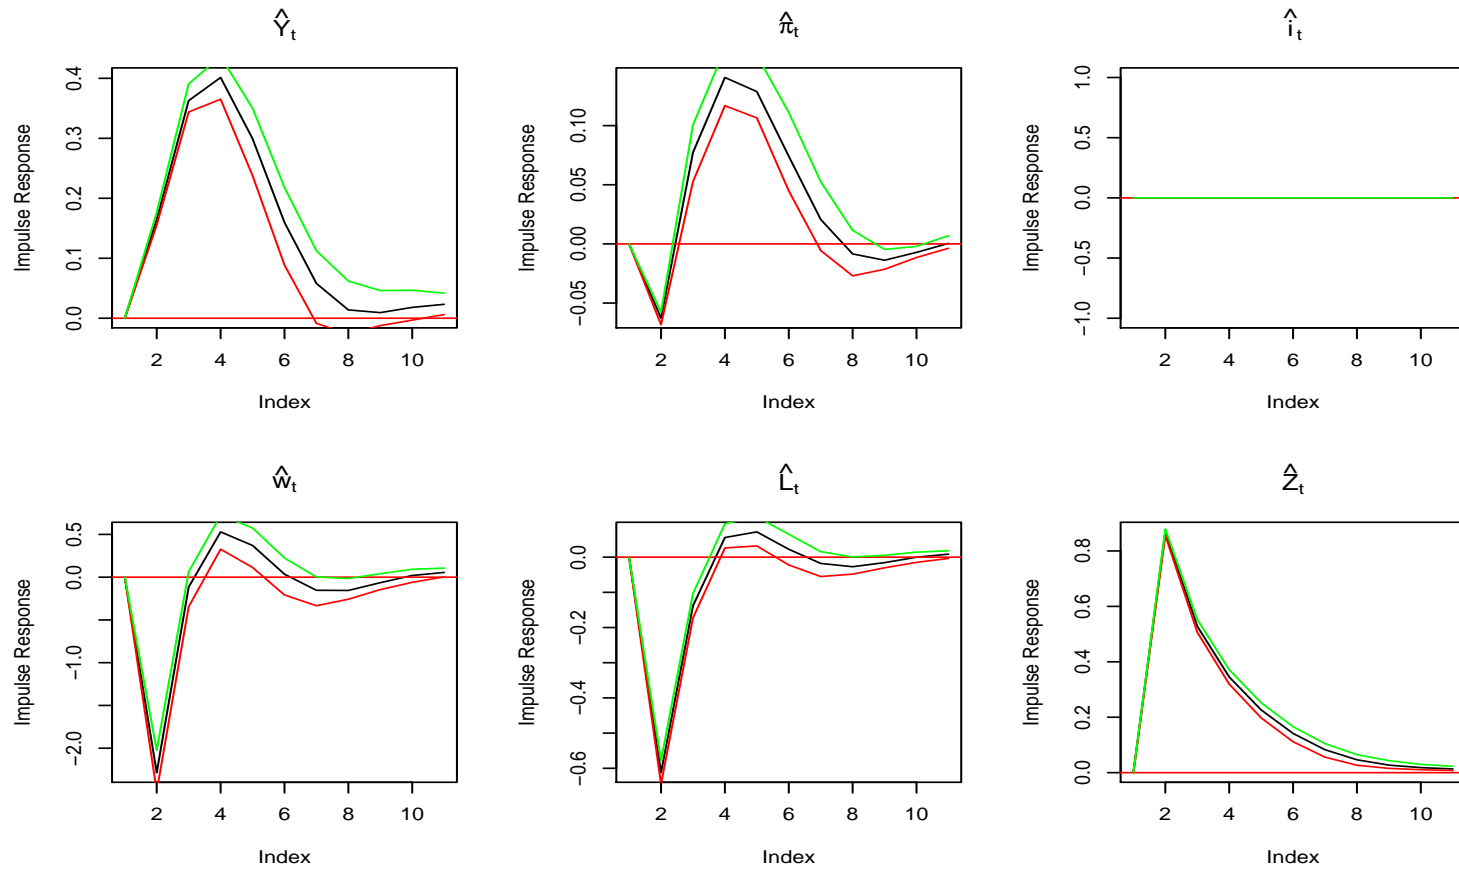 Ŷt
Impulse Response
0.0 0.1 0.2 0.3 0.4
2 4 6 8 10
Index
π̂t
Impulse Response
−0.05 0.00 0.05 0.10
2 4 6 8 10
Index
ît
Impulse Response
−1.0 −0.5 0.0 0.5 1.0
2 4 6 8 10
Index
ŵt
Impulse Response
−2.0 −1.0 0.0 0.5
2 4 6 8 10
Index
L̂t
Impulse Response
−0.6 −0.4 −0.2 0.0
2 4 6 8 10
Index
Ẑt
Impulse Response
0.0 0.2 0.4 0.6 0.8
2 4 6 8 10
Index